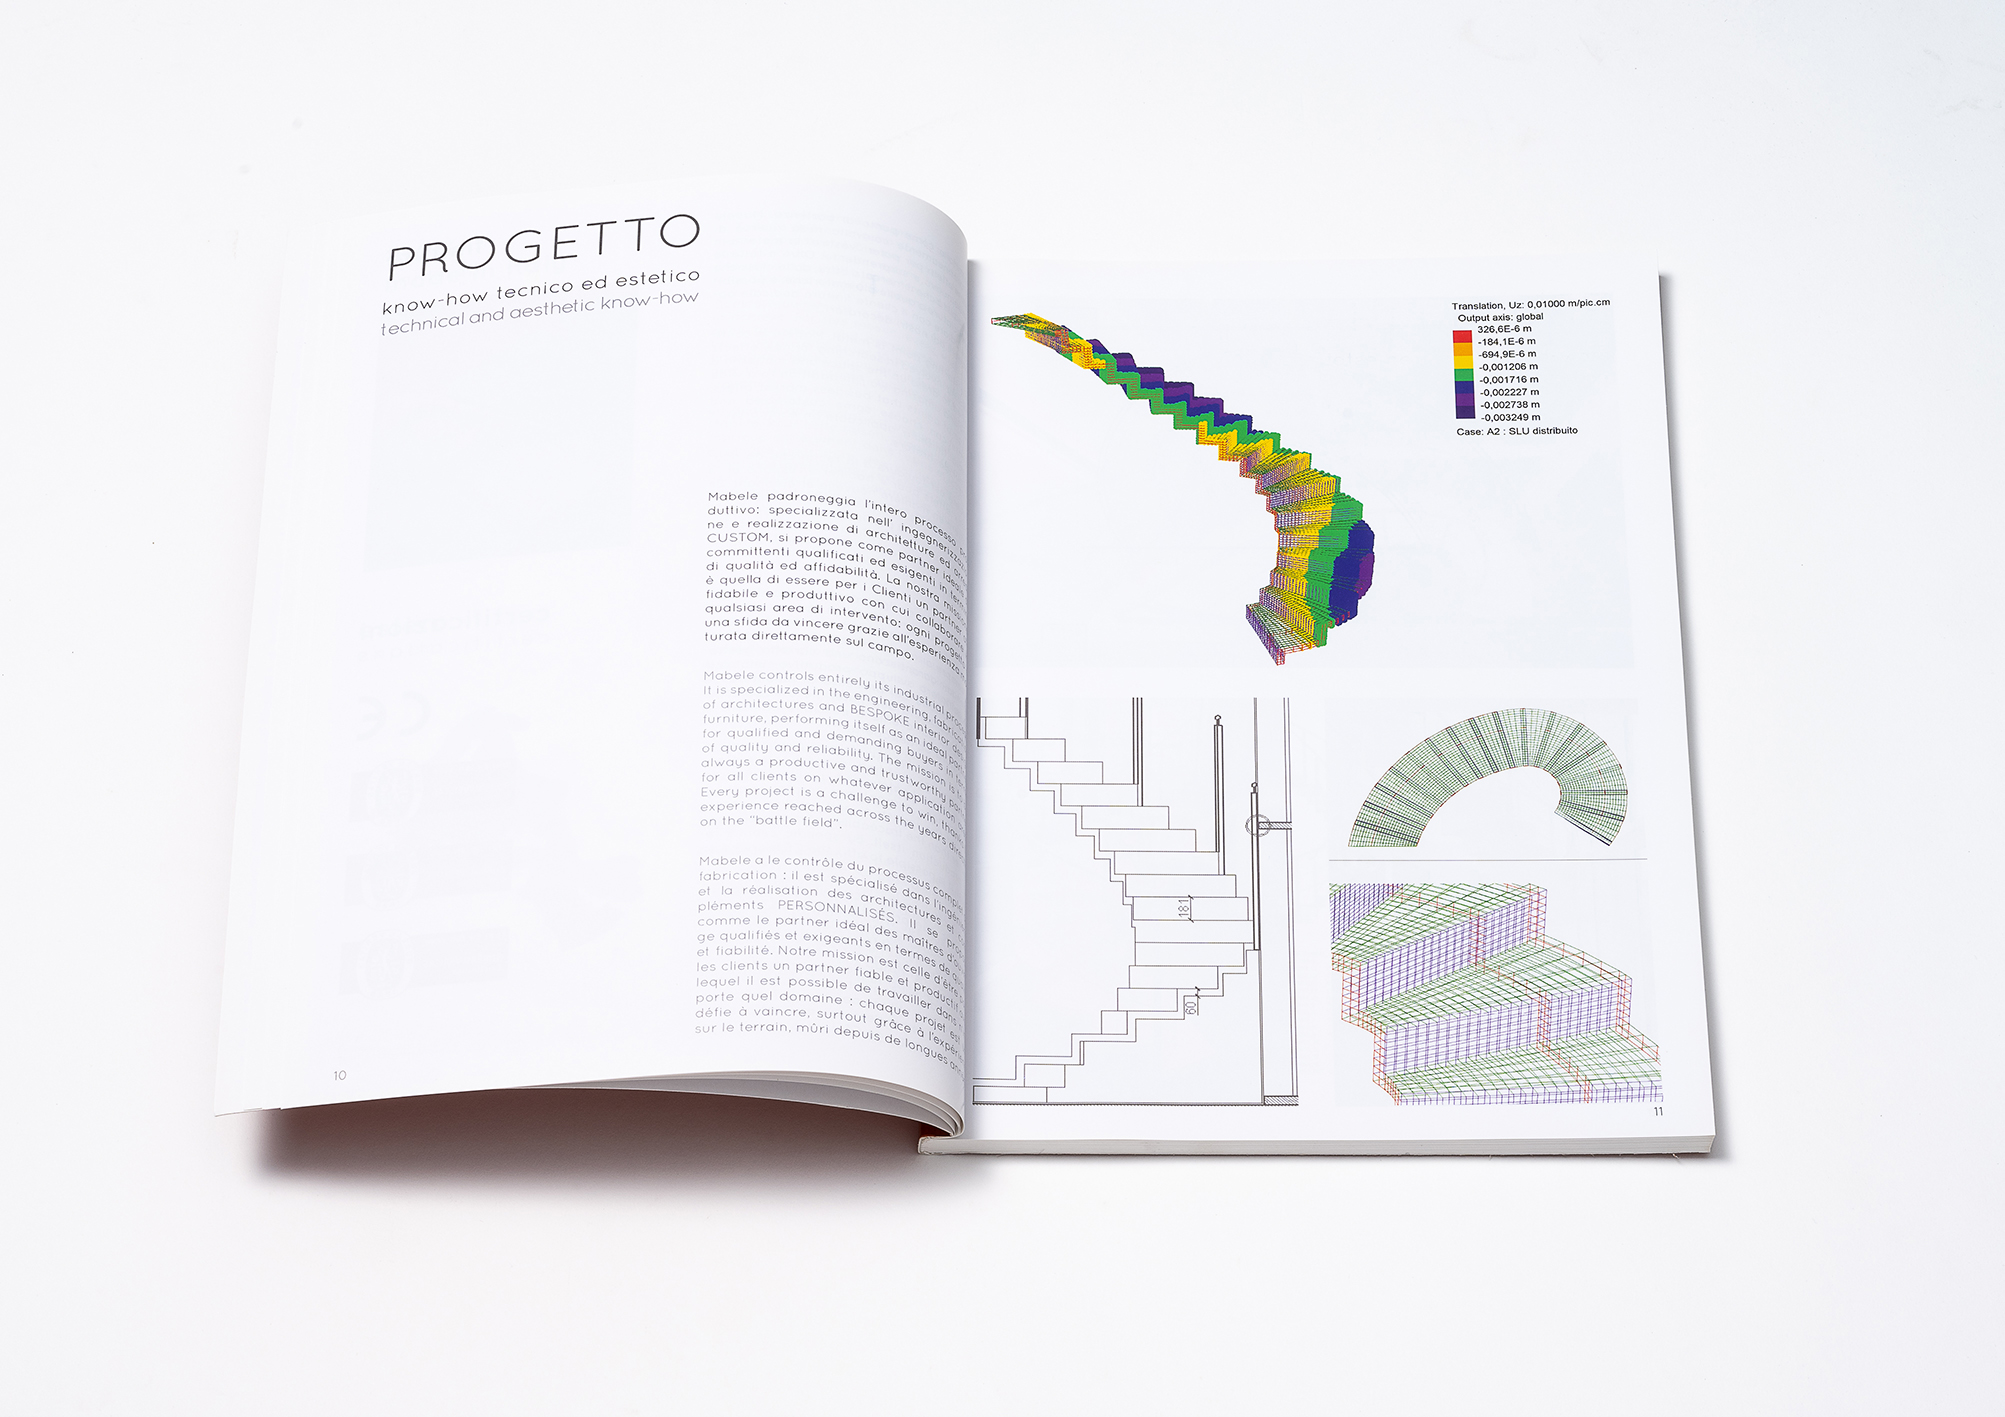 PROGETTO
know-how tecnico ed estetico
technical and aesthetic know-how
Mabele padroneggia l'intero processo
duttivo: specializzata nell' ingegnerizza
ne e realizzazione di architetture ed
CUSTOM, si propone come partner
committenti qualificati ed esigenti in
di qualità ed affidabilità. La nostra
è quella di essere per i Clienti un partner
fidabile e produttivo con cui collaborare
qualsiasi area di intervento: ogni progetto
una sfida da vincere grazie all'esperienza
turata direttamente sul campo.
Mabele controls entirely its industrial
It is specialized in the engineering,
of architectures and BESPOKE interior
furniture, performing itself as an ideal
for qualified and demanding buyers in
of quality and reliability. The mission is
always a productive and trustworthy
for all clients on whatever application
Every project is a challenge to win,
experience reached across the years
on the "battle field".
Mabele a le contrôle du processus
fabrication : il est spécialisé dans
et la réalisation des architectures et
pléments PERSONNALISÉS. Il se
comme le partner idéal des maîtres
ge qualifiés et exigeants en termes de
et fiabilité. Notre mission est celle d'être
les clients un partner fiable et productif
lequel il est possible de travailler dans
porte quel domaine : chaque projet est
défie à vaincre, surtout grâce à
sur le terrain, mûri depuis de longues
10
Translation, Uz: 0,01000 m/pic.cm
Output axis: global
326,6E-6 m
-184,1E-6 m
-694,9E-6 m
-0,001206 m
-0,001716 m
-0,002227 m
-0,002738 m
-0,003249 m
Case: A2 : SLU distribuito
181
60
11